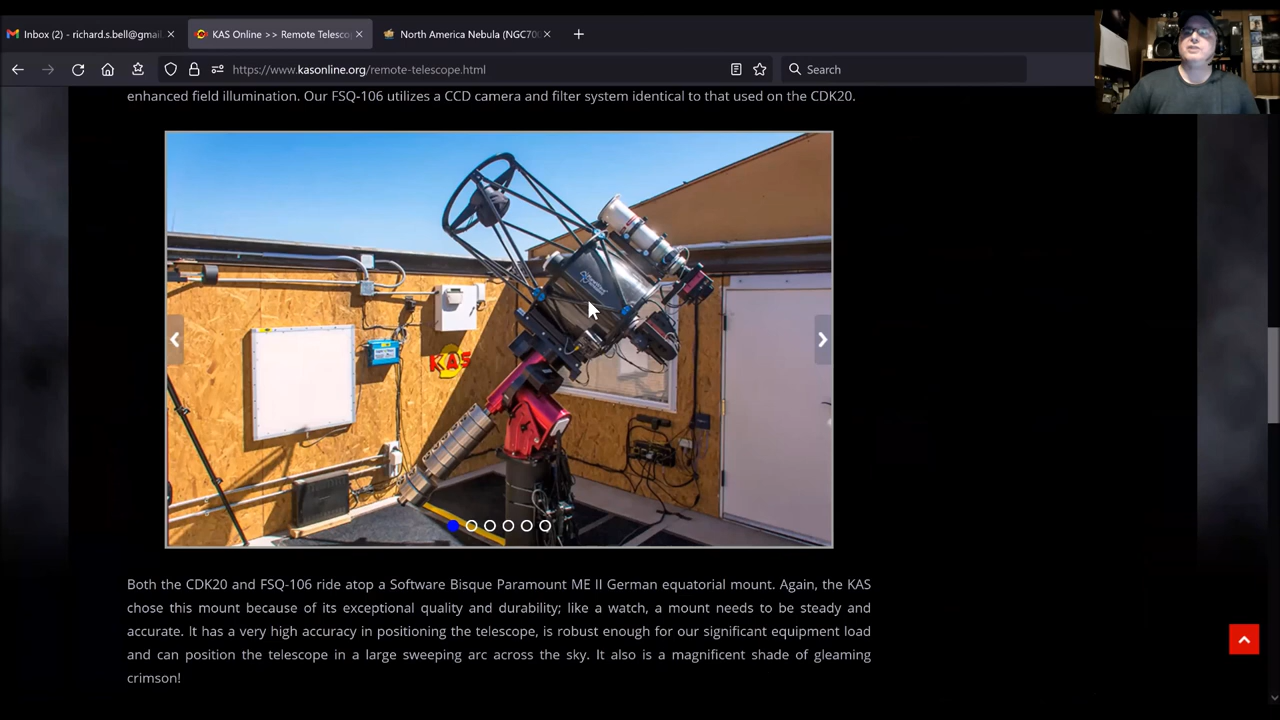 Inbox (2) - richard.s.bell@gmai
KAS Online >> Remote Telesco
North America Nebula (NGC70
https://www.kasonline.org/remote-telescope.html
Search
enhanced field illumination. Our FSQ-106 utilizes a CCD camera and filter system identical to that used on the CDK20.
KAS
Both the CDK20 and FSQ-106 ride atop a Software Bisque Paramount ME II German equatorial mount. Again, the KAS
chose this mount because of its exceptional quality and durability; like a watch, a mount needs to be steady and
accurate. It has a very high accuracy in positioning the telescope, is robust enough for our significant equipment load
and can position the telescope in a large sweeping arc across the sky. It also is a magnificent shade of gleaming
crimson!